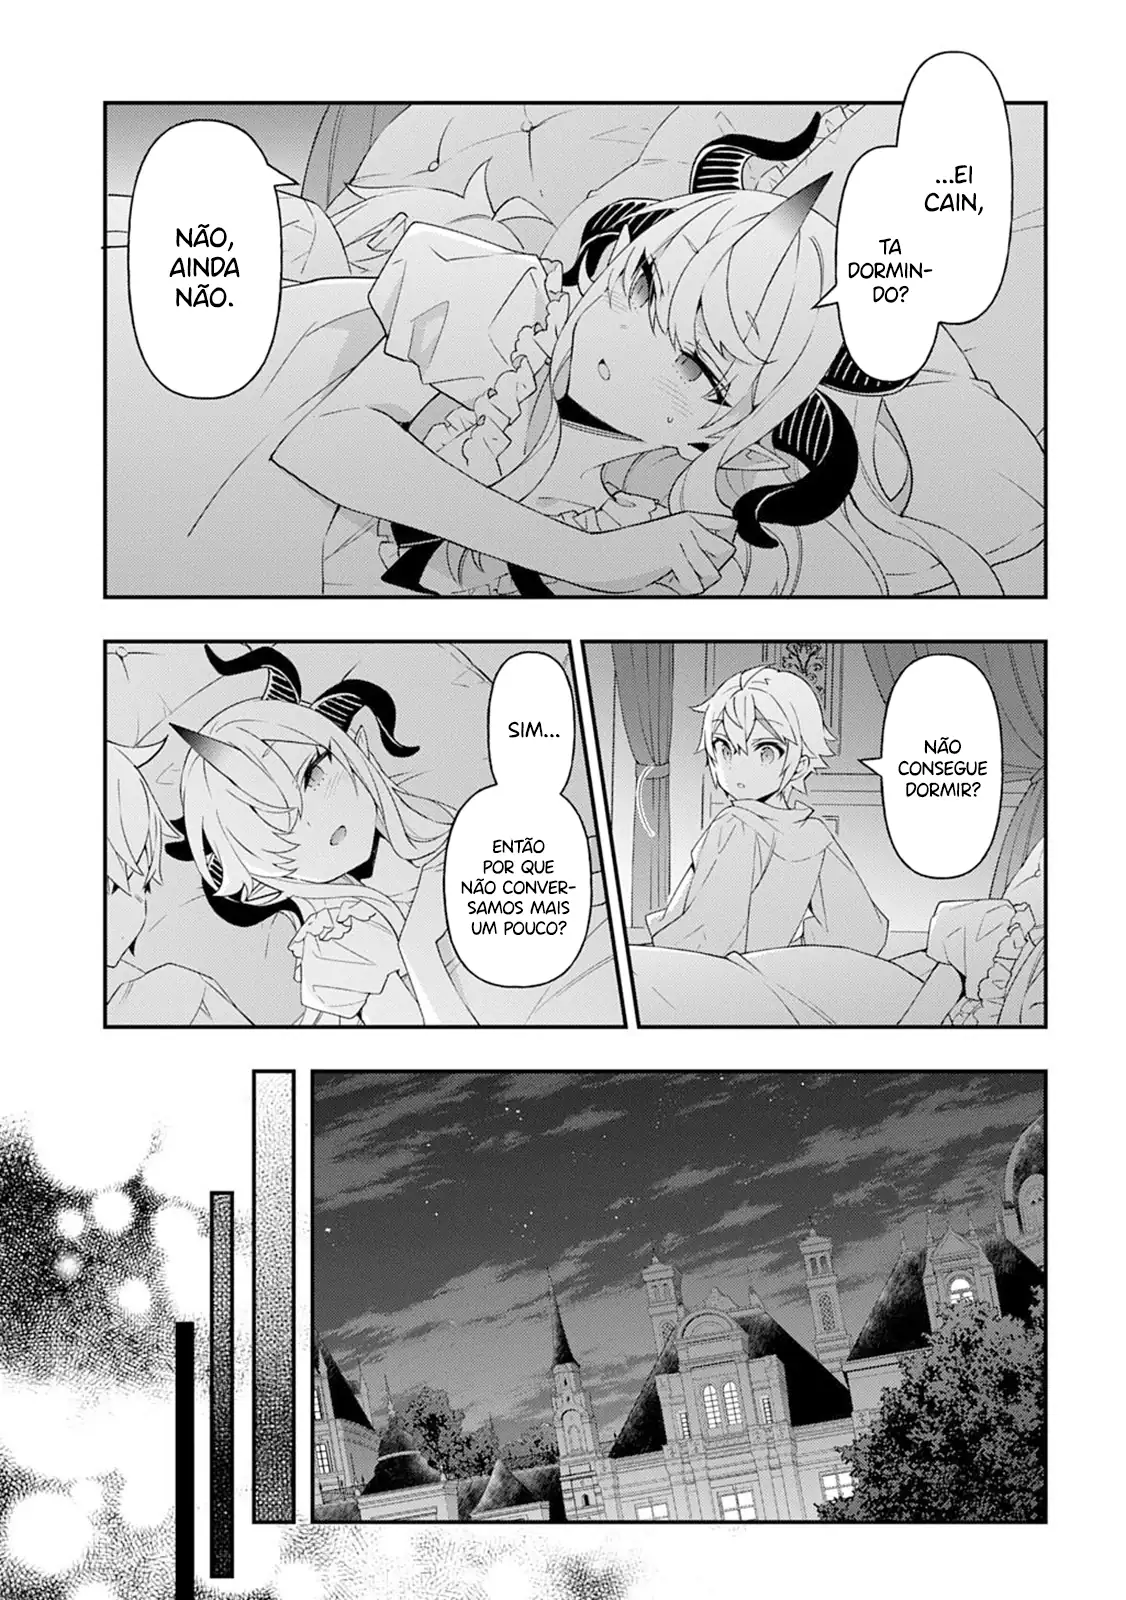 ...EI
CAIN,
TA
DORMIN-
DO?
NÃO,
AINDA
NÃO.
NÃO
CONSEGUE
DORMIR?
SIM...
ENTÃO
POR QUE
NÃO CONVER-
SAMOS MAIS
UM POUCO?